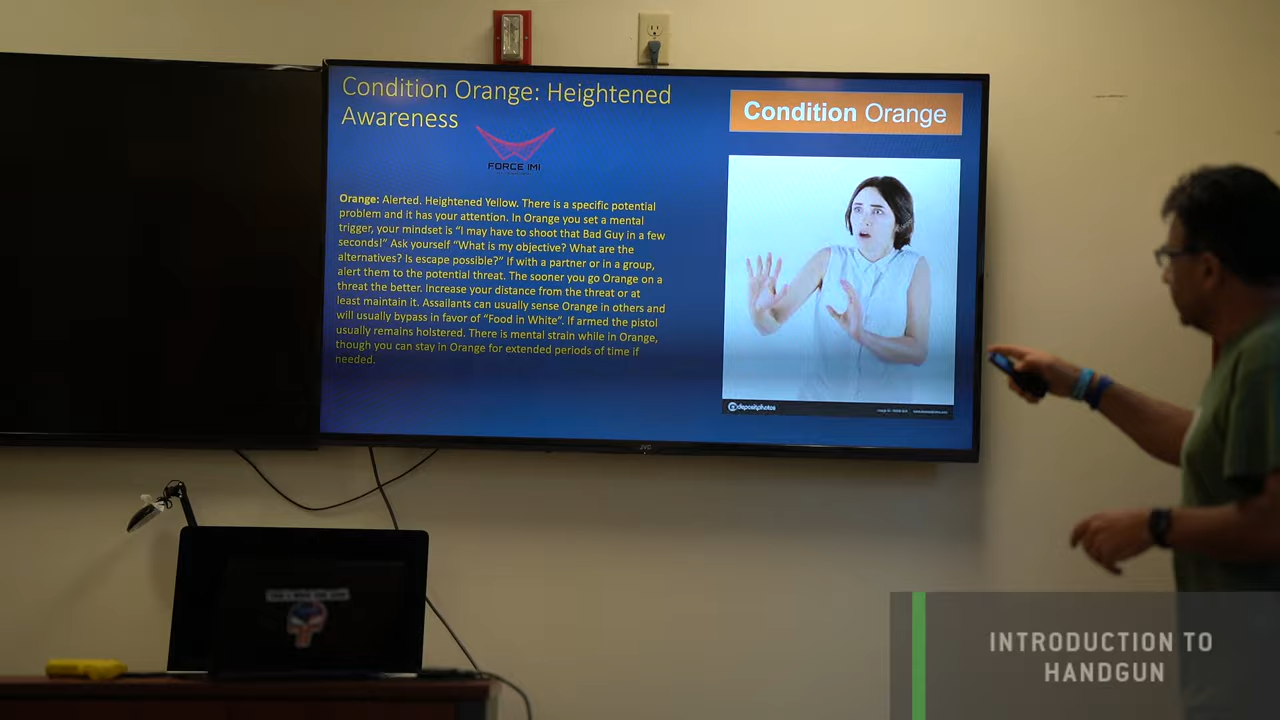 Condition Orange: Heightened
Awareness
FORCE IMI
Orange: Alerted. Heightened Yellow. There is a specific potential
problem and it has your attention. In Orange you set a mental
trigger, your mindset is “I may have to shoot that Bad Guy in a few
seconds!” Ask yourself “What is my objective? What are the
alternatives? Is escape possible?” If with a partner or in a group,
alert them to the potential threat. The sooner you go Orange on a
threat the better. Increase your distance from the threat or at
least maintain it. Assailants can usually sense Orange in others and
will usually bypass in favor of “Food in White”. If armed the pistol
usually remains holstered. There is mental strain while in Orange,
though you can stay in Orange for extended periods of time if
needed.
Condition Orange
depositphotos
JVC
INTRODUCTION TO
HANDGUN